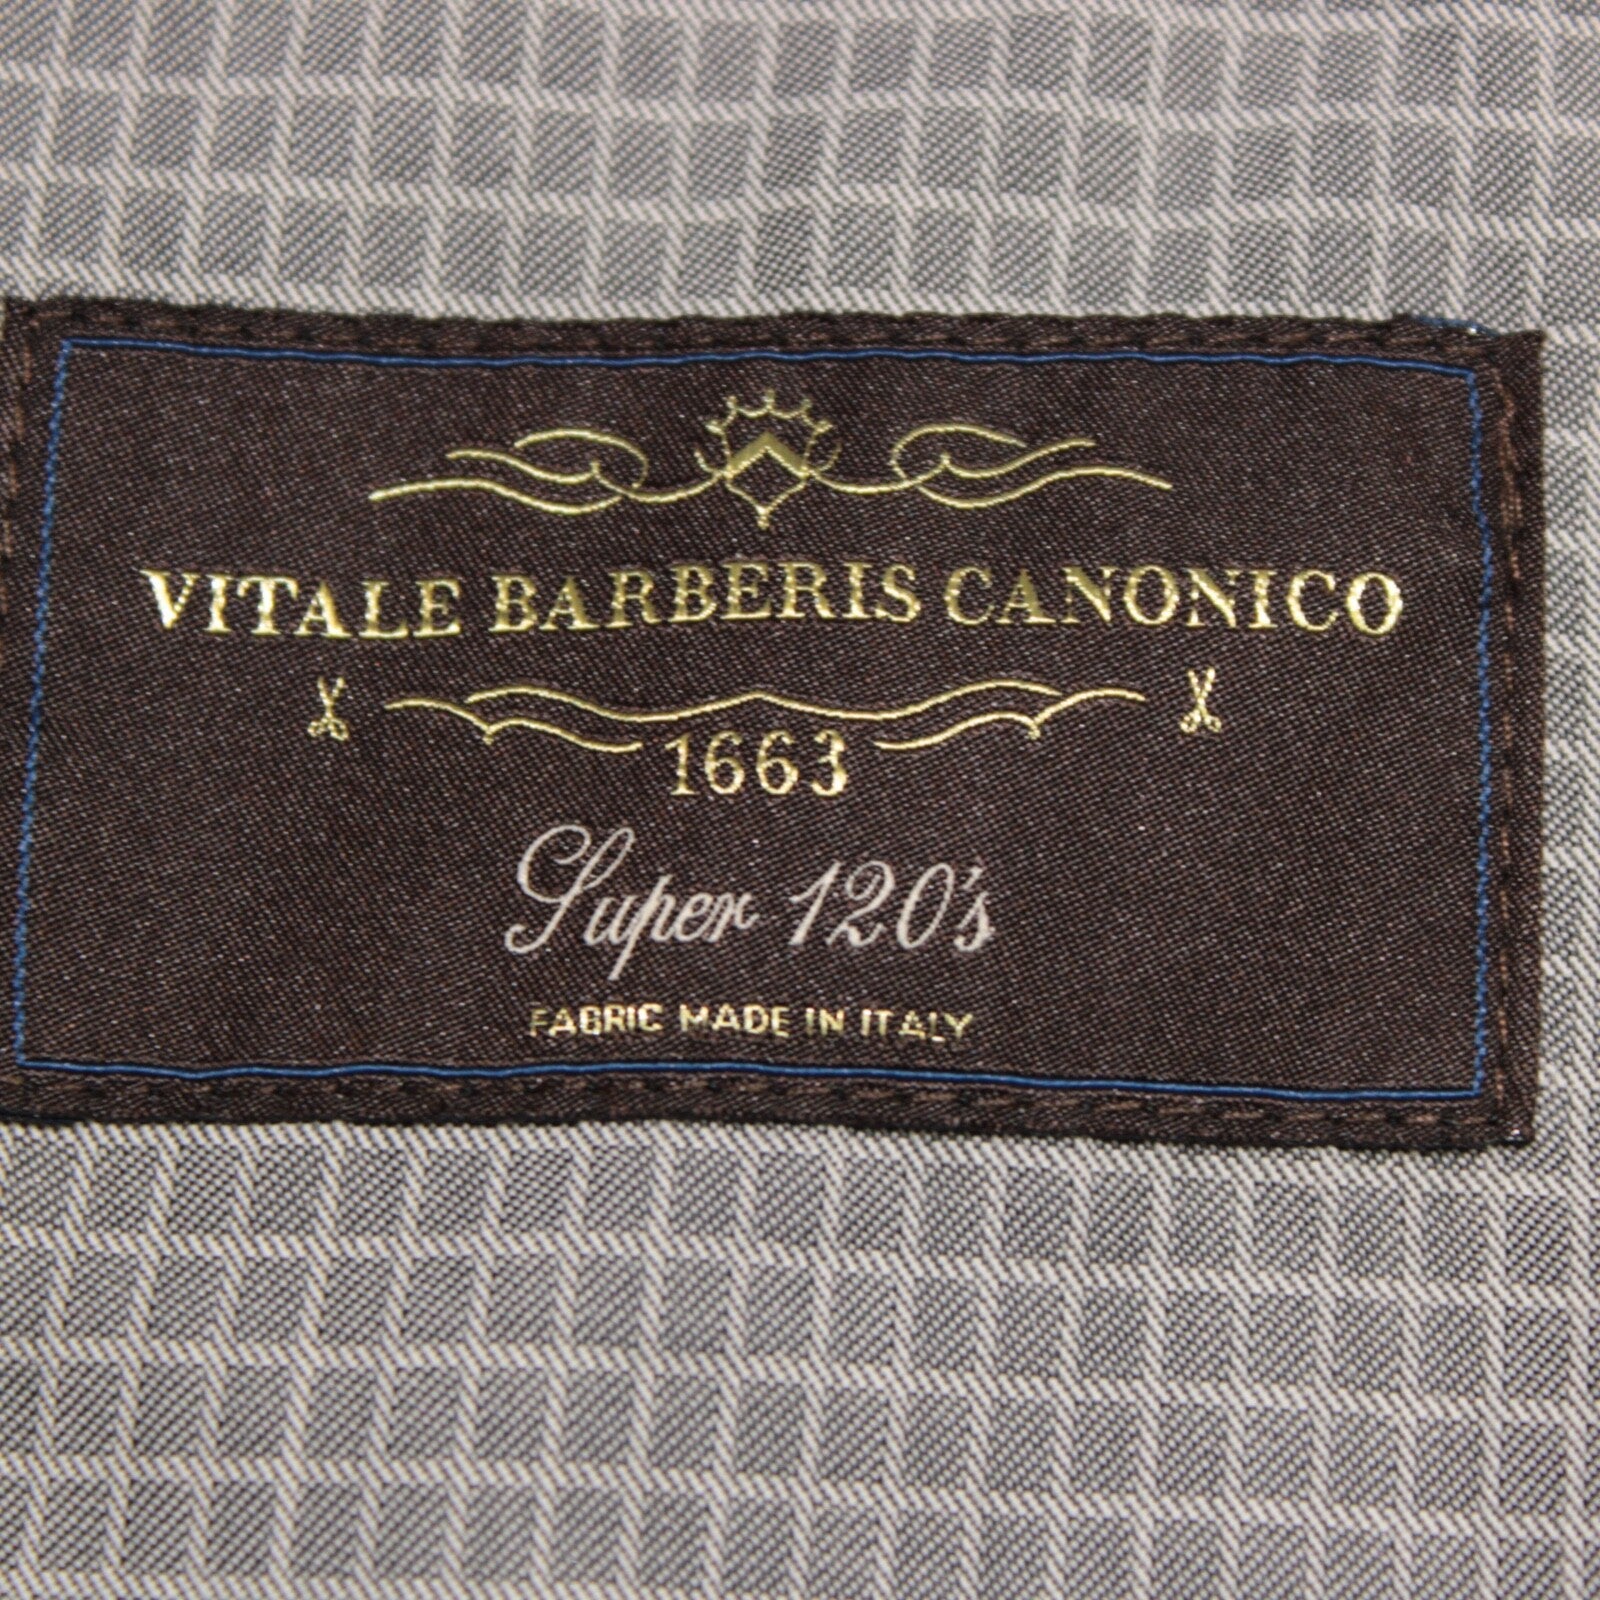 VITALE BARBERIS CANONICO
1663
Super 120's
FABRIC MADE IN ITALY